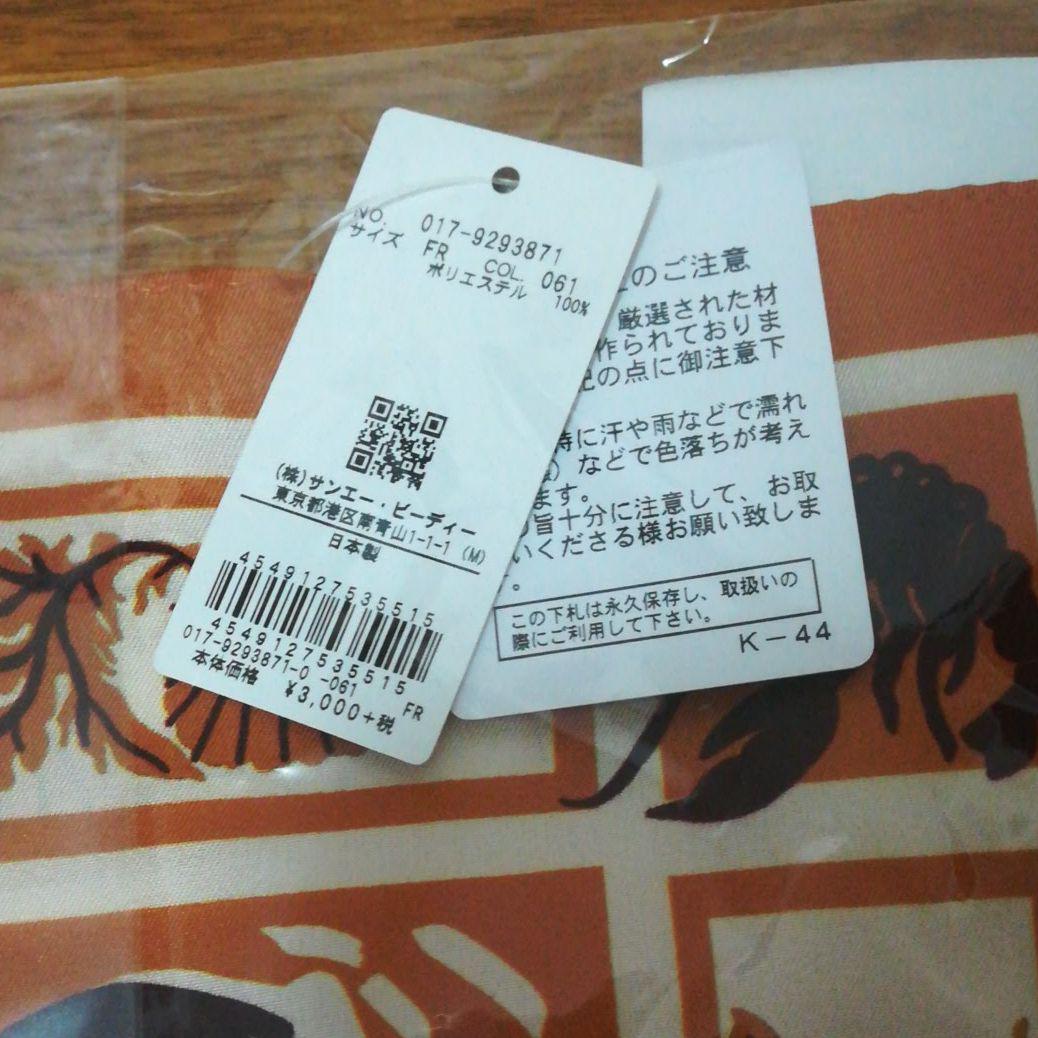 NO. 017-9293871
サイズ FR COL. 061
ポリエステル 100%
(株)サンエー・ビーディー
東京都港区南青山1-1-1 (M)
日本製
4549127535515
4549127535515
017-9293871-0 -061 FR
本体価格 ¥3,000+税
のご注意
厳選された材
作られておりま
の点に御注意下
に汗や雨などで濡れ
)などで色落ちが考え
ます。
旨十分に注意して、お取
いくださる様お願い致しま
。
この下札は永久保存し、取扱いの
際にご利用して下さい。
K-44